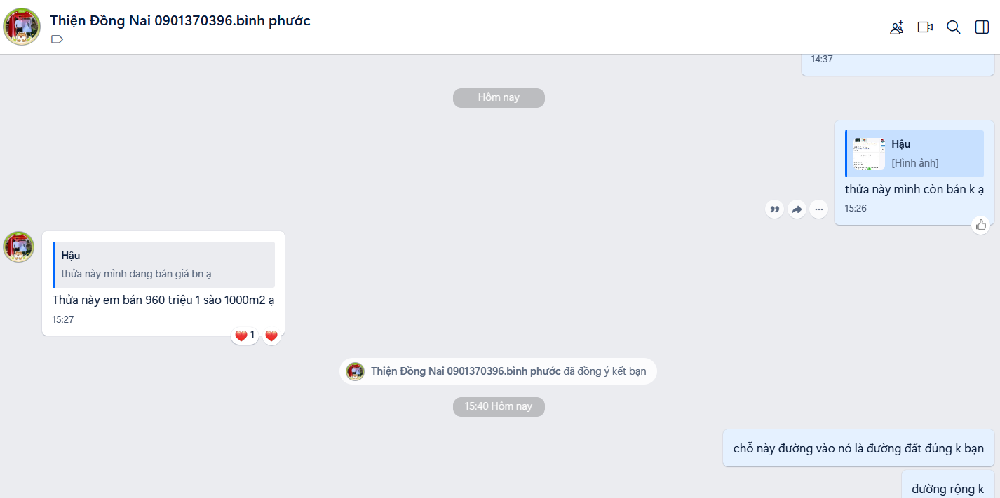 Thiện Đồng Nai 0901370396.bình phước
14:37
Hôm nay
Hậu
[Hình ảnh]
thửa này mình còn bán k ạ
15:26
Hậu
thửa này mình đang bán giá bn ạ
Thửa này em bán 960 triệu 1 sào 1000m2 ạ
15:27
1
Thiện Đồng Nai 0901370396.bình phước đã đồng ý kết bạn
15:40 Hôm nay
chỗ này đường vào nó là đường đất đúng k bạn
đường rộng k